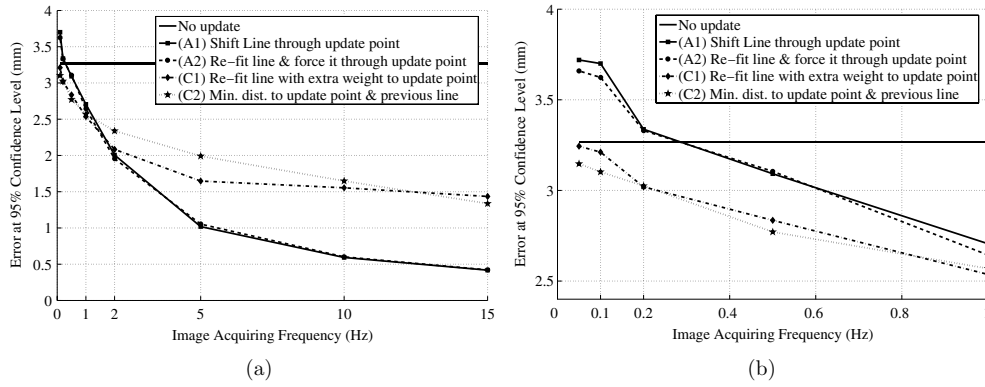 No update
(A1) Shift Line through update point
(A2) Re-fit line & force it through update point
(C1) Re-fit line with extra weight to update point
(C2) Min. dist. to update point & previous line
Error at 95% Confidence Level (mm)
4
3.5
3
2.5
2
1.5
1
0.5
0
0 1 2 5 10 15
Image Acquiring Frequency (Hz)
(a)
No update
(A1) Shift Line through update point
(A2) Re-fit line & force it through update point
(C1) Re-fit line with extra weight to update point
(C2) Min. dist. to update point & previous line
Error at 95% Confidence Level (mm)
4
3.5
3
2.5
0 0.1 0.2 0.4 0.6 0.8 1
Image Acquiring Frequency (Hz)
(b)